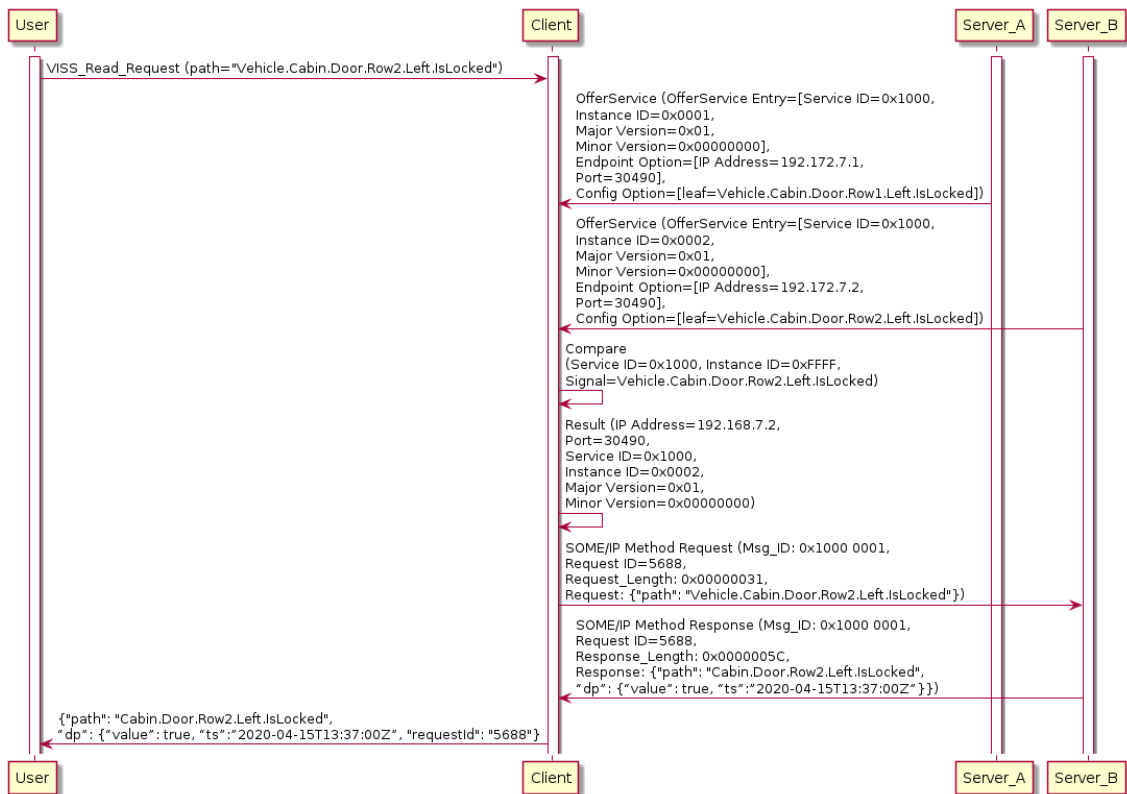 User
Client
Server_A
Server_B
VISS_Read_Request (path="Vehicle.Cabin.Door.Row2.Left.IsLocked")
OfferService (OfferService Entry=[Service ID=0x1000,
Instance ID=0x0001,
Major Version=0x01,
Minor Version=0x00000000],
Endpoint Option=[IP Address=192.172.7.1,
Port=30490],
Config Option=[leaf=Vehicle.Cabin.Door.Row1.Left.IsLocked])
OfferService (OfferService Entry=[Service ID=0x1000,
Instance ID=0x0002,
Major Version=0x01,
Minor Version=0x00000000],
Endpoint Option=[IP Address=192.172.7.2,
Port=30490],
Config Option=[leaf=Vehicle.Cabin.Door.Row2.Left.IsLocked])
Compare
(Service ID=0x1000, Instance ID=0xFFFF,
Signal=Vehicle.Cabin.Door.Row2.Left.IsLocked)
Result (IP Address=192.168.7.2,
Port=30490,
Service ID=0x1000,
Instance ID=0x0002,
Major Version=0x01,
Minor Version=0x00000000)
SOME/IP Method Request (Msg_ID: 0x1000 0001,
Request ID=5688,
Request_Length: 0x00000031,
Request: {"path": "Vehicle.Cabin.Door.Row2.Left.IsLocked"})
SOME/IP Method Response (Msg_ID: 0x1000 0001,
Request ID=5688,
Response_Length: 0x0000005C,
Response: {"path": "Cabin.Door.Row2.Left.IsLocked",
“dp”: {“value”: true, “ts”:”2020-04-15T13:37:00Z”}})
{"path": "Cabin.Door.Row2.Left.IsLocked",
“dp”: {“value”: true, “ts”:”2020-04-15T13:37:00Z”, "requestId": "5688"}
User
Client
Server_A
Server_B